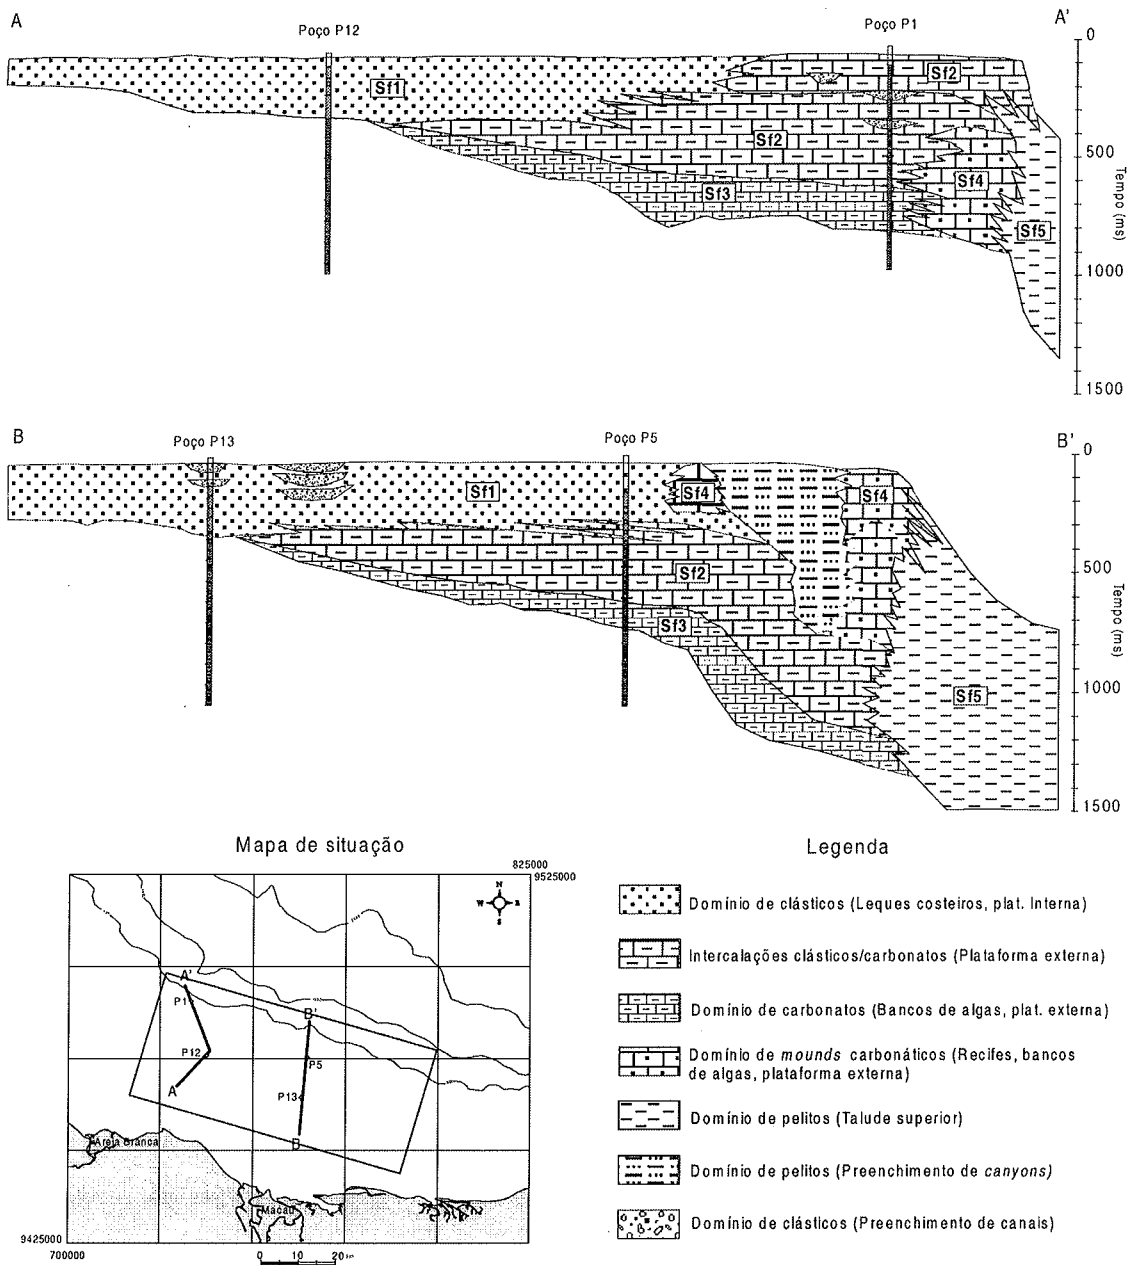 A
Poço P12
Poço P1
A'
0
Sf1
Sf2
Sf2
Sf3
Sf4
Sf5
500
Tempo (ms)
1000
1500
B
Poço P13
Poço P5
B'
0
Sf1
Sf4
Sf4
Sf2
Sf3
500
Tempo (ms)
Sf5
1000
1500
Mapa de situação
825000
9525000
N
W
S
A'
P1
B'
P12
P5
A
P13
B
Areia Branca
Macau
9425000
700000
0 10 20 km
Legenda
Domínio de clásticos (Leques costeiros, plat. Interna)
Intercalações clásticos/carbonatos (Plataforma externa)
Domínio de carbonatos (Bancos de algas, plat. externa)
Domínio de mounds carbonáticos (Recifes, bancos
de algas, plataforma externa)
Domínio de pelitos (Talude superior)
Domínio de pelitos (Preenchimento de canyons)
Domínio de clásticos (Preenchimento de canais)